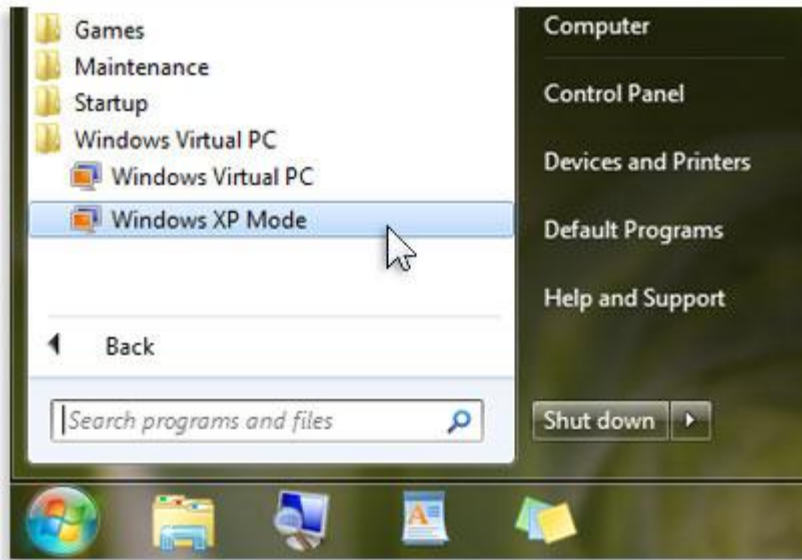 Games
Maintenance
Startup
Windows Virtual PC
Windows Virtual PC
Windows XP Mode
Back
Search programs and files
Computer
Control Panel
Devices and Printers
Default Programs
Help and Support
Shut down